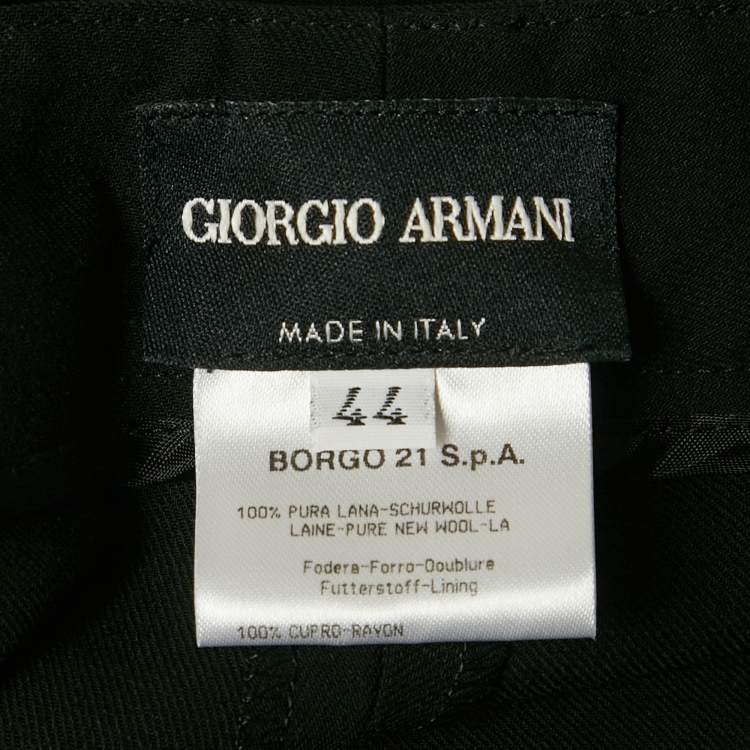 GIORGIO ARMANI
MADE IN ITALY
44
BORGO 21 S.p.A.
100% PURA LANA-SCHURWOLLE
LAINE-PURE NEW WOOL-LA
Fodera-Forro-Doublure
Futterstoff-Lining
100% CUPRO-RAYON